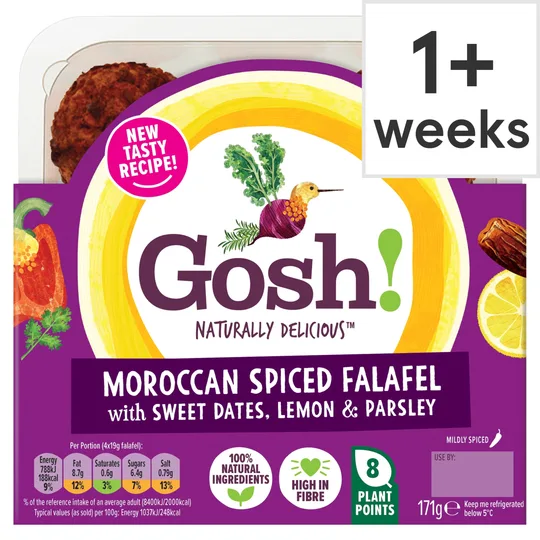 1+
weeks
NEW
TASTY
RECIPE!
Gosh!
NATURALLY DELICIOUS™
MOROCCAN SPICED FALAFEL
with SWEET DATES, LEMON & PARSLEY
MILDLY SPICED
Per Portion (4x19g falafel):
Energy
788kJ
188kcal
9%
Fat
8.7g
12%
Saturates
0.6g
3%
Sugars
6.4g
7%
Salt
0.79g
13%
% of the reference intake of an average adult (8400kJ/2000kcal)
Typical values (as sold) per 100g: Energy 1037kJ/248kcal
100%
NATURAL
INGREDIENTS
HIGH IN
FIBRE
8
PLANT
POINTS
USE BY:
171g℮
Keep me refrigerated
below 5°C